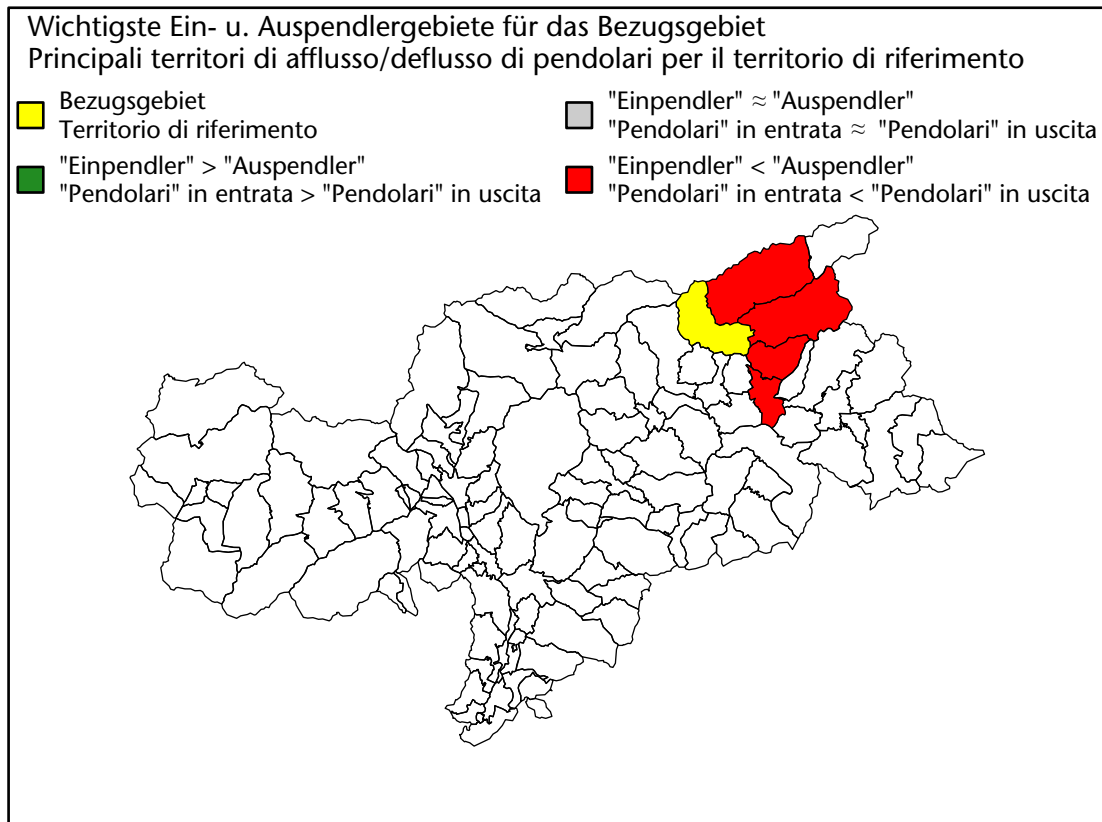 Wichtigste Ein- u. Auspendlergebiete für das Bezugsgebiet
Principali territori di afflusso/deflusso di pendolari per il territorio di riferimento
Bezugsgebiet
Territorio di riferimento
"Einpendler" > "Auspendler"
"Pendolari" in entrata > "Pendolari" in uscita
"Einpendler" ≈ "Auspendler"
"Pendolari" in entrata ≈ "Pendolari" in uscita
"Einpendler" < "Auspendler"
"Pendolari" in entrata < "Pendolari" in uscita